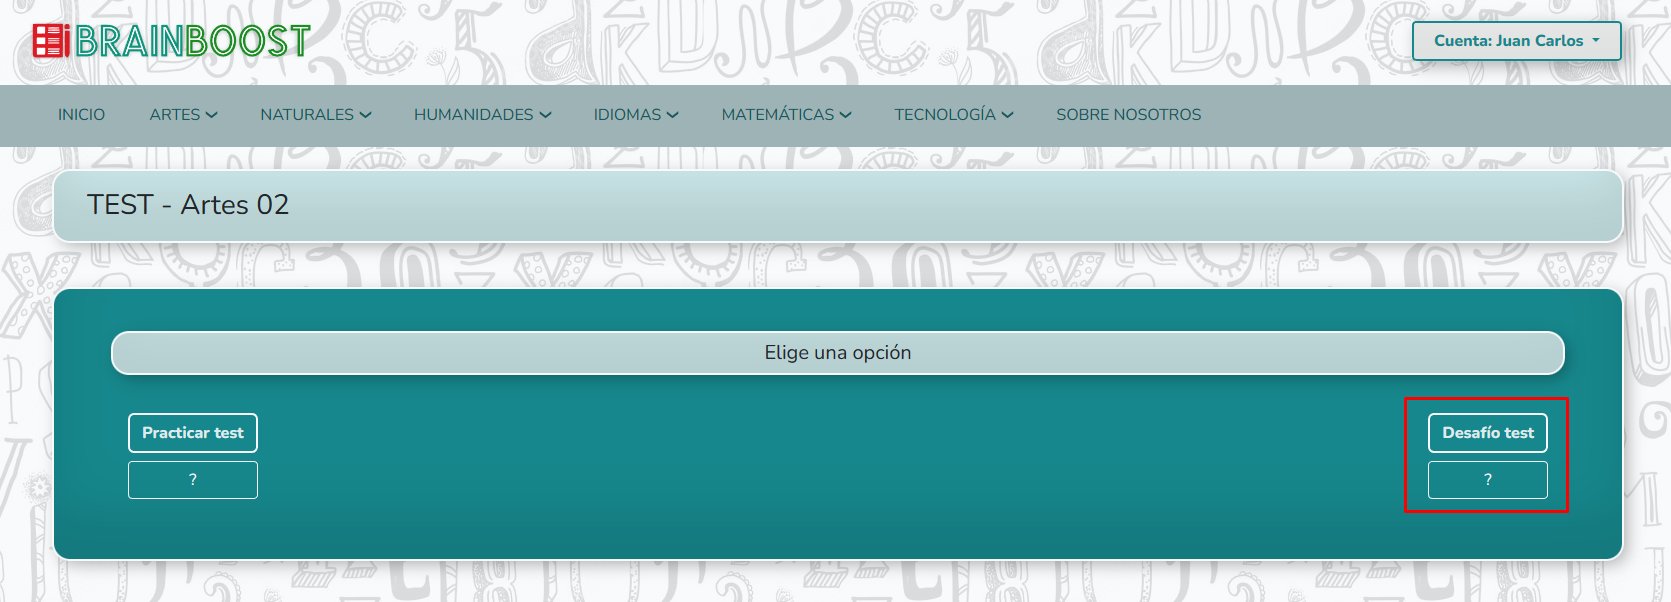 BRAINBOOST
Cuenta: Juan Carlos
INICIO ARTES NATURALES HUMANIDADES IDIOMAS MATEMÁTICAS TECNOLOGÍA SOBRE NOSOTROS
TEST - Artes 02
Elige una opción
Practicar test
?
Desafío test
?